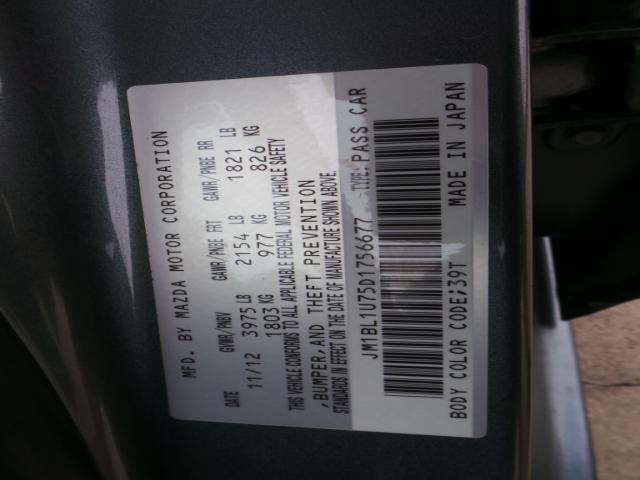 MFD. BY MAZDA MOTOR CORPORATION
DATE GVWR/PNBV GAWR/PNBE FRT GAWR/PNBE RR
11/12 3975 LB 2154 LB 1821 LB
1803 KG 977 KG 826 KG
THIS VEHICLE CONFORMS TO ALL APPLICABLE FEDERAL MOTOR VEHICLE SAFETY
, BUMPER, AND THEFT PREVENTION
STANDARDS IN EFFECT ON THE DATE OF MANUFACTURE SHOWN ABOVE.
JM1BL1U75D1756677 TYPE:PASS CAR
BODY COLOR CODE;39T MADE IN JAPAN